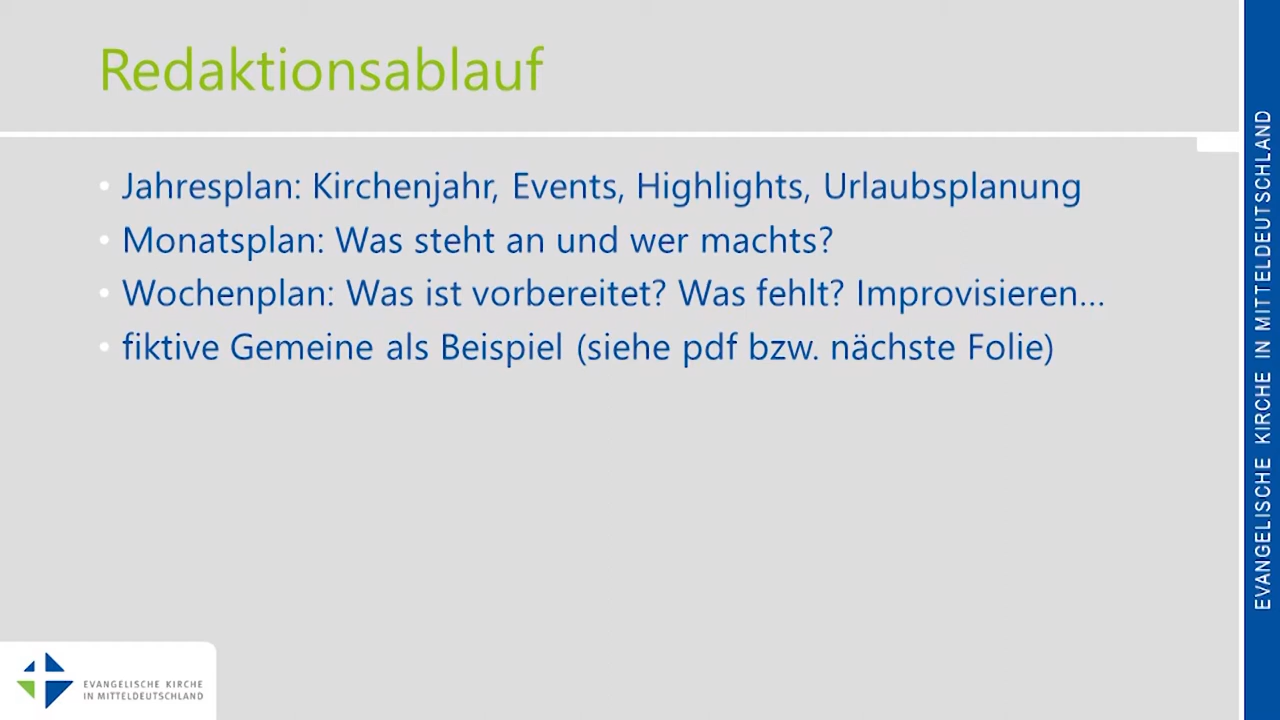 Redaktionsablauf
• Jahresplan: Kirchenjahr, Events, Highlights, Urlaubsplanung
• Monatsplan: Was steht an und wer machts?
• Wochenplan: Was ist vorbereitet? Was fehlt? Improvisieren...
• fiktive Gemeine als Beispiel (siehe pdf bzw. nächste Folie)
EVANGELISCHE KIRCHE IN MITTELDEUTSCHLAND
EVANGELISCHE KIRCHE
IN MITTELDEUTSCHLAND